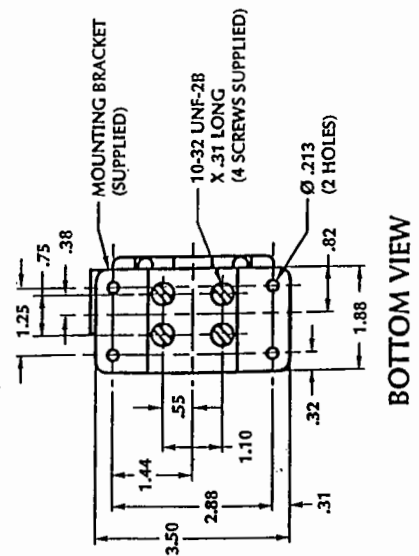 MOUNTING BRACKET
(SUPPLIED)
10-32 UNF-2B
X .31 LONG
(4 SCREWS SUPPLIED)
Ø .213
(2 HOLES)
1.25
.75
.38
.82
1.88
.32
.55
1.10
1.44
2.88
3.50
.31
BOTTOM VIEW